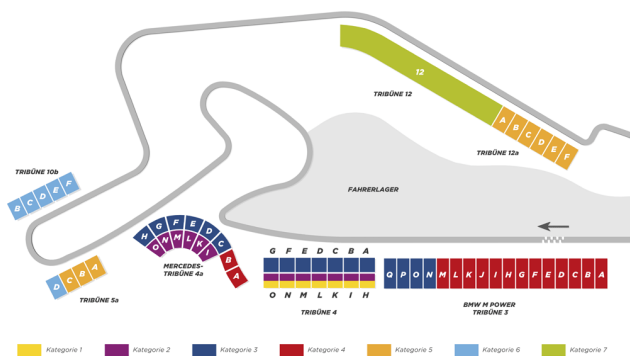 12
TRIBÜNE 12
A B C D E F
TRIBÜNE 12a
TRIBÜNE 10b
B C D E F
FAHRERLAGER
H G F E D C B A
O N M L K I
MERCEDES-
TRIBÜNE 4a
D C B A
TRIBÜNE 5a
G F E D C B A
O N M L K I H
TRIBÜNE 4
Q P O N M L K J I H G F E D C B A
BMW M POWER
TRIBÜNE 3
Kategorie 1 Kategorie 2 Kategorie 3 Kategorie 4 Kategorie 5 Kategorie 6 Kategorie 7